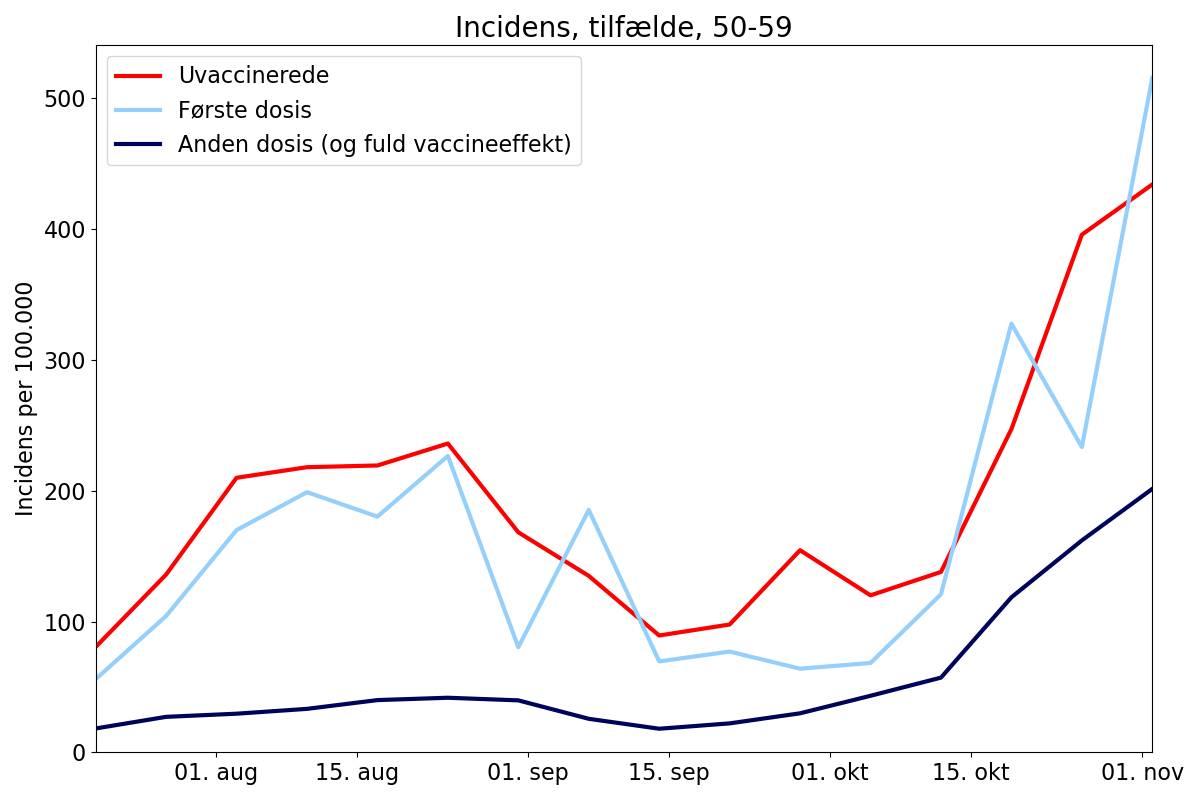 Incidens, tilfælde, 50-59
Uvaccinerede
Første dosis
Anden dosis (og fuld vaccineeffekt)
Incidens per 100.000
500
400
300
200
100
0
01. aug
15. aug
01. sep
15. sep
01. okt
15. okt
01. nov